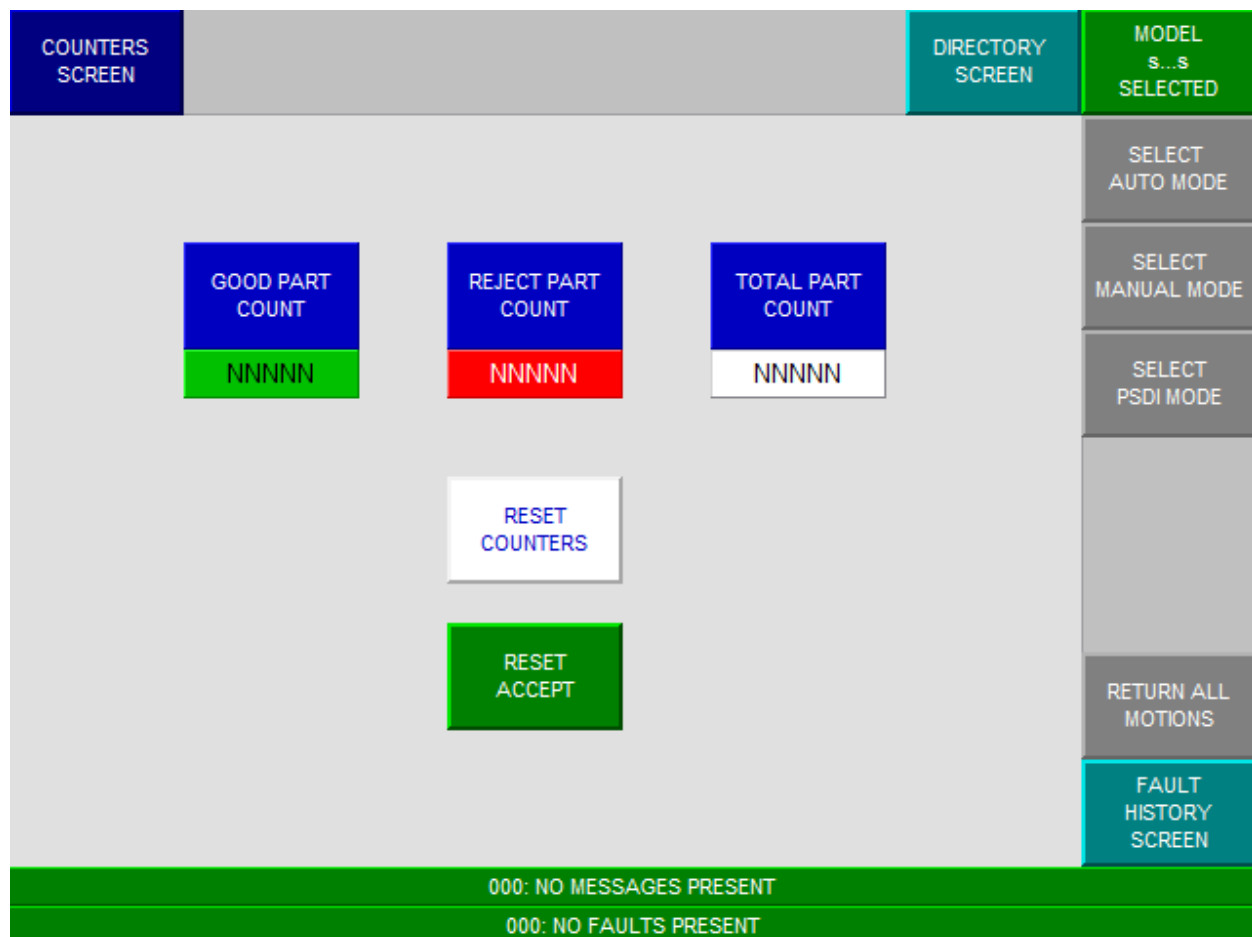 COUNTERS
SCREEN
DIRECTORY
SCREEN
MODEL
s...s
SELECTED
SELECT
AUTO MODE
SELECT
MANUAL MODE
SELECT
PSDI MODE
GOOD PART
COUNT
NNNNN
REJECT PART
COUNT
NNNNN
TOTAL PART
COUNT
NNNNN
RESET
COUNTERS
RESET
ACCEPT
RETURN ALL
MOTIONS
FAULT
HISTORY
SCREEN
000: NO MESSAGES PRESENT
000: NO FAULTS PRESENT